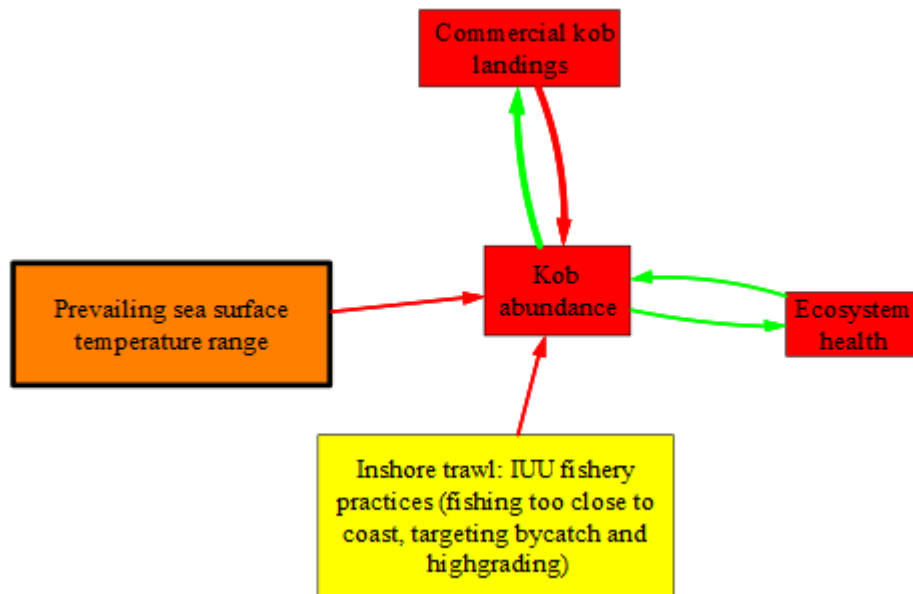 Commercial kob
landings
Prevailing sea surface
temperature range
Kob
abundance
Ecosystem
health
Inshore trawl: IUU fishery
practices (fishing too close to
coast, targeting bycatch and
highgrading)